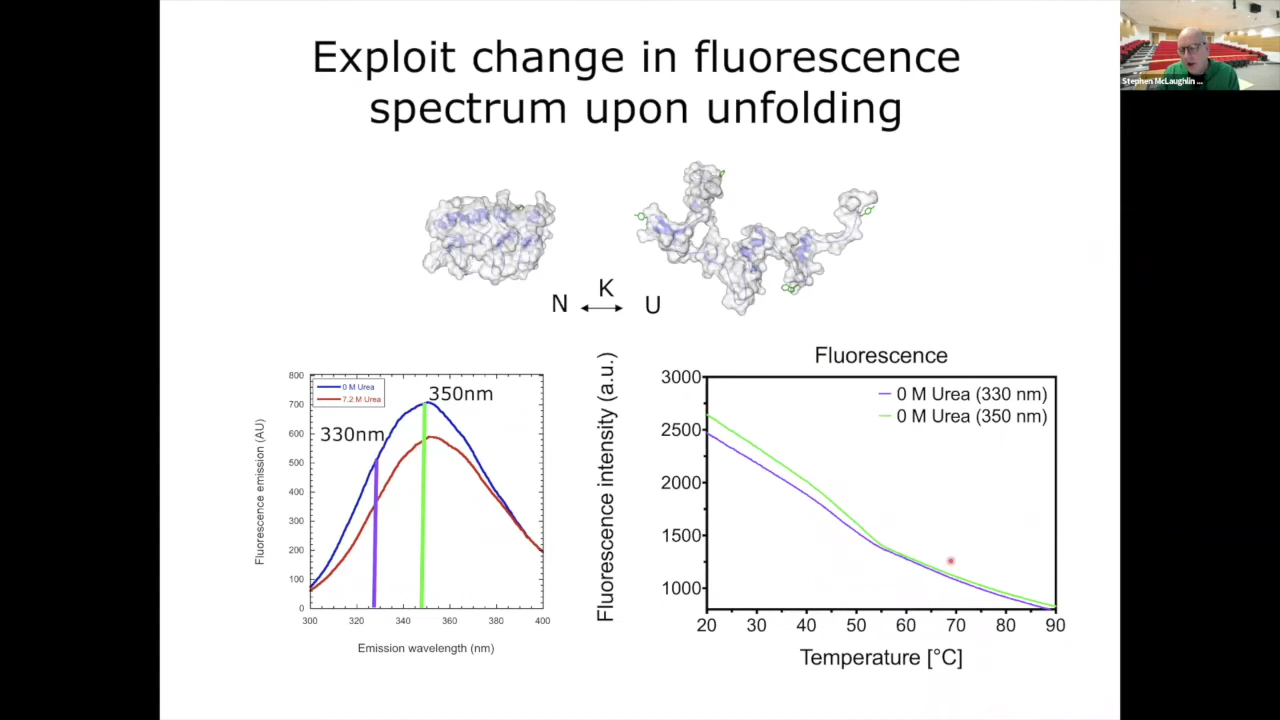 Exploit change in fluorescence
spectrum upon unfolding
Stephen McLaughlin ...
N
K
U
800
700
600
500
400
300
200
100
0
300
320
340
360
380
400
Fluorescence emission (AU)
Emission wavelength (nm)
0 M Urea
7.2 M Urea
330nm
350nm
Fluorescence
Fluorescence intensity (a.u.)
3000
2500
2000
1500
1000
0 M Urea (330 nm)
0 M Urea (350 nm)
20
30
40
50
60
70
80
90
Temperature [°C]